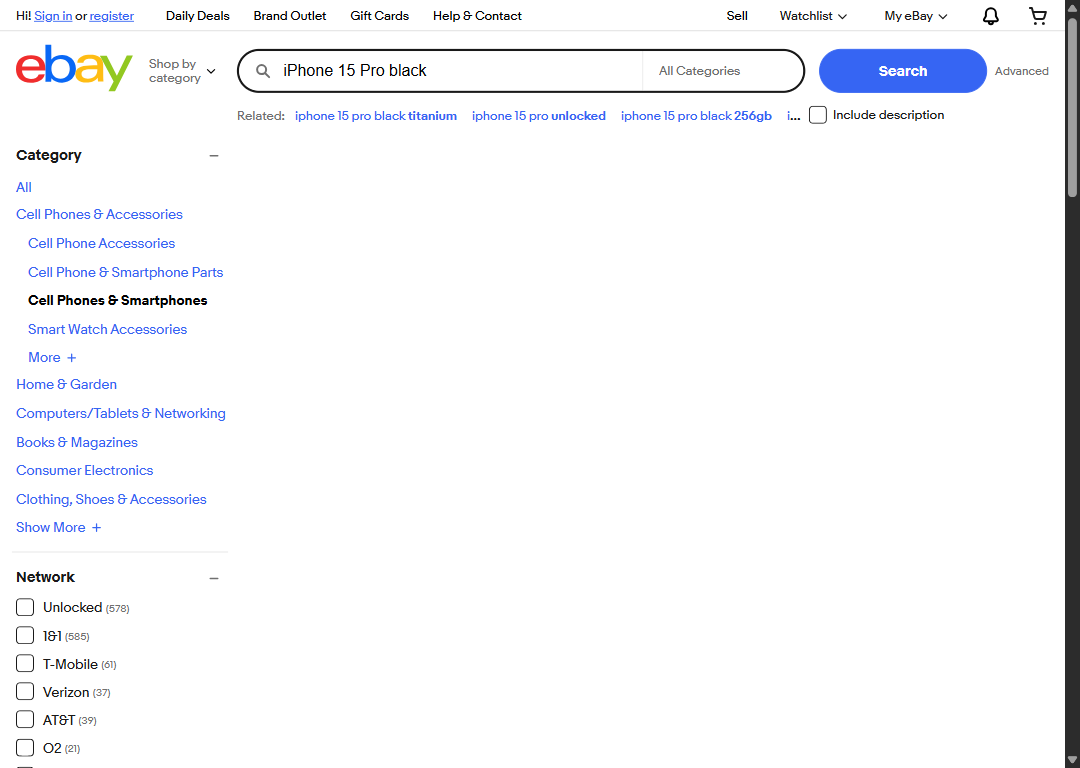 Hi! Sign in or register Daily Deals Brand Outlet Gift Cards Help & Contact Sell Watchlist My eBay
ebay Shop by category iPhone 15 Pro black All Categories Search Advanced
Related: iphone 15 pro black titanium iphone 15 pro unlocked iphone 15 pro black 256gb i... Include description
Category
All
Cell Phones & Accessories
Cell Phone Accessories
Cell Phone & Smartphone Parts
Cell Phones & Smartphones
Smart Watch Accessories
More +
Home & Garden
Computers/Tablets & Networking
Books & Magazines
Consumer Electronics
Clothing, Shoes & Accessories
Show More +
Network
Unlocked (578)
1&1 (585)
T-Mobile (61)
Verizon (37)
AT&T (39)
O2 (21)